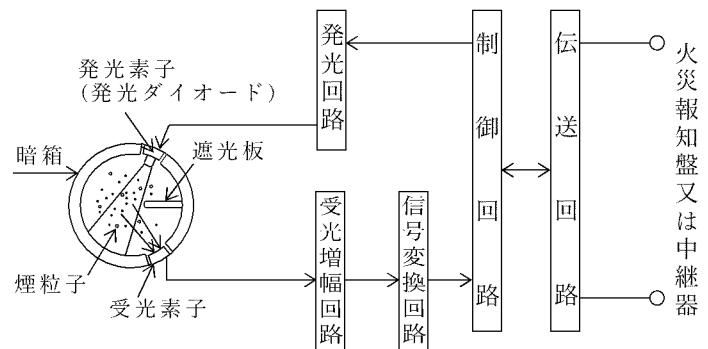 発光回路
制御回路
伝送回路
火災報知盤又は中継器
発光素子
(発光ダイオード)
暗箱
遮光板
受光増幅回路
信号変換回路
煙粒子
受光素子